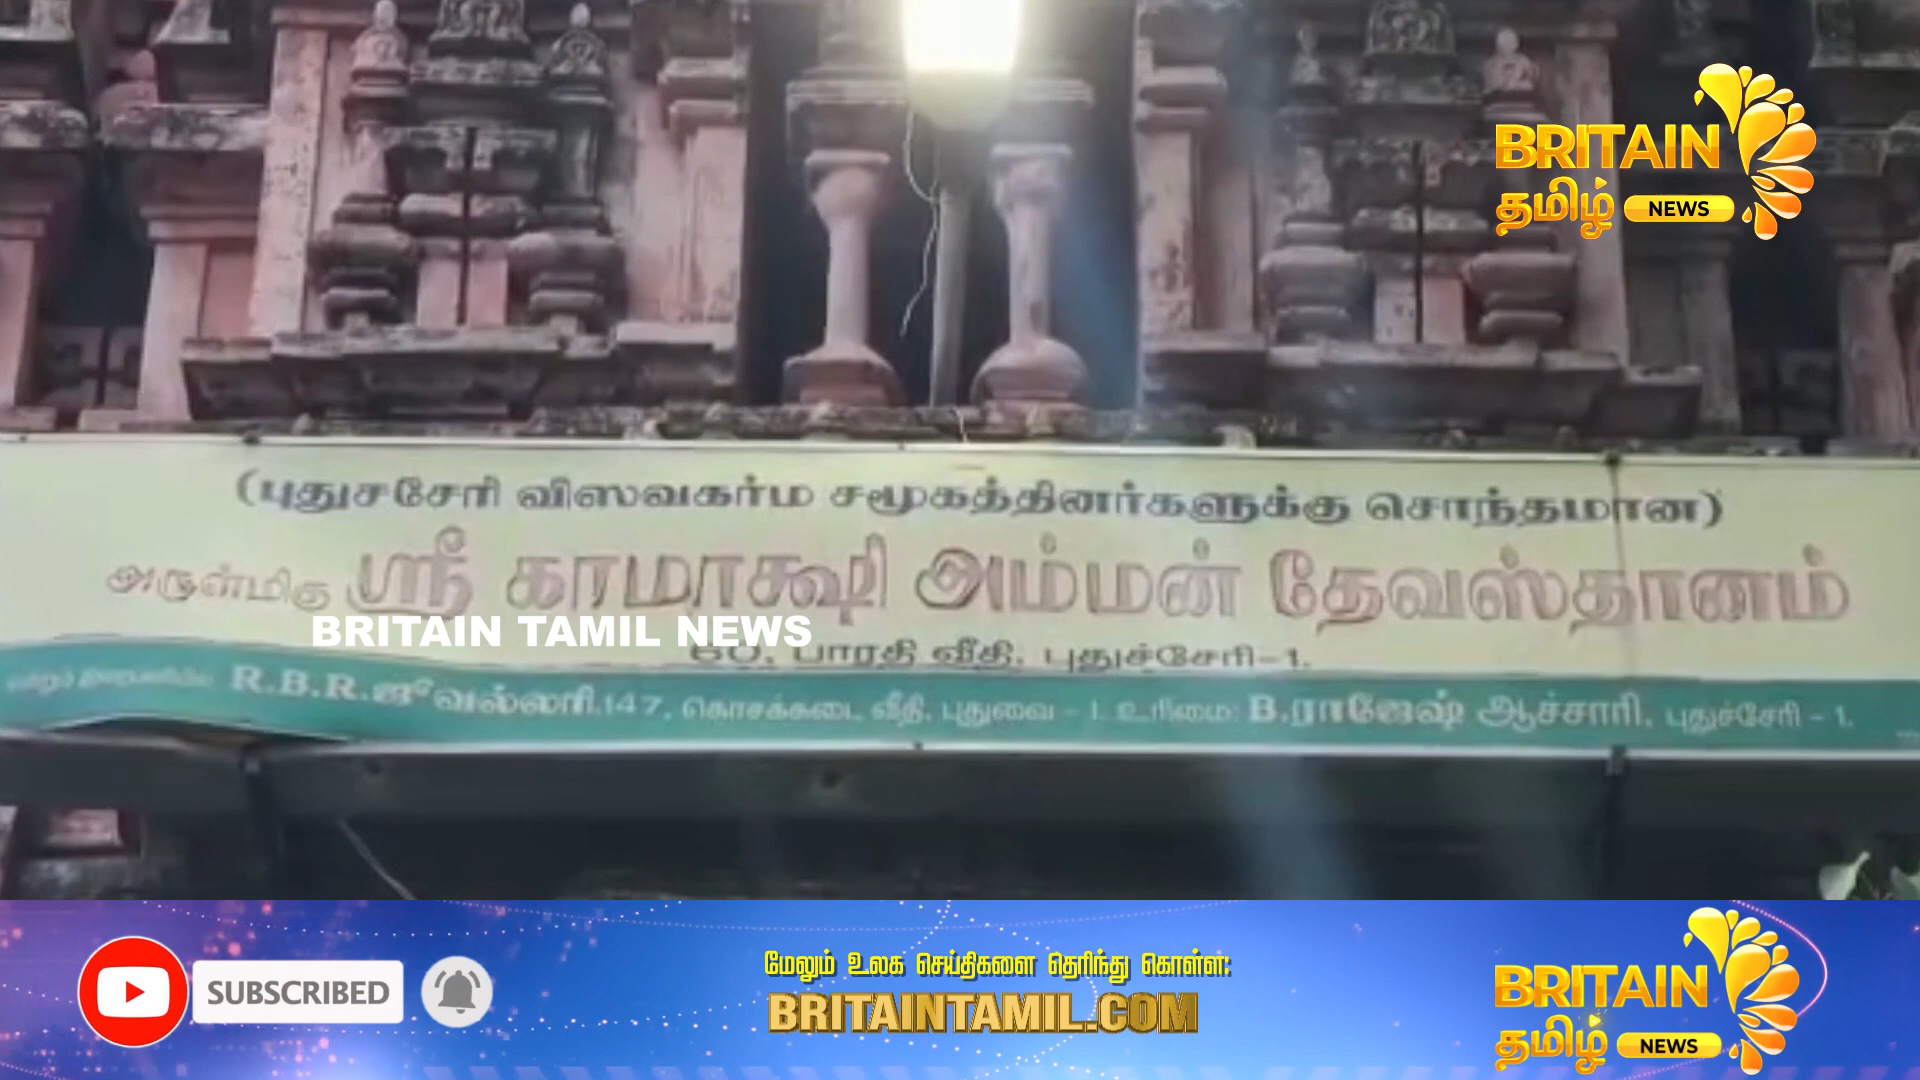 BRITAIN
தமிழ் NEWS
(புதுசசேரி விஸவகர்ம சமூகத்தினர்களுக்கு சொந்தமான)
அருள்மிகு ஸ்ரீ காமாக்ஷி அம்மன் தேவஸ்தானம்
BRITAIN TAMIL NEWS
60, பாரதி வீதி, புதுச்சேரி-1.
R.B.R.ஜுவல்லரி.147, கொசக்கடை வீதி, புதுவை - 1. உரிமை: B.ராஜேஷ் ஆச்சாரி, புதுச்சேரி - 1.
SUBSCRIBED
மேலும் உலக செய்திகளை தெரிந்து கொள்ள:
BRITAINTAMIL.COM
BRITAIN
தமிழ் NEWS